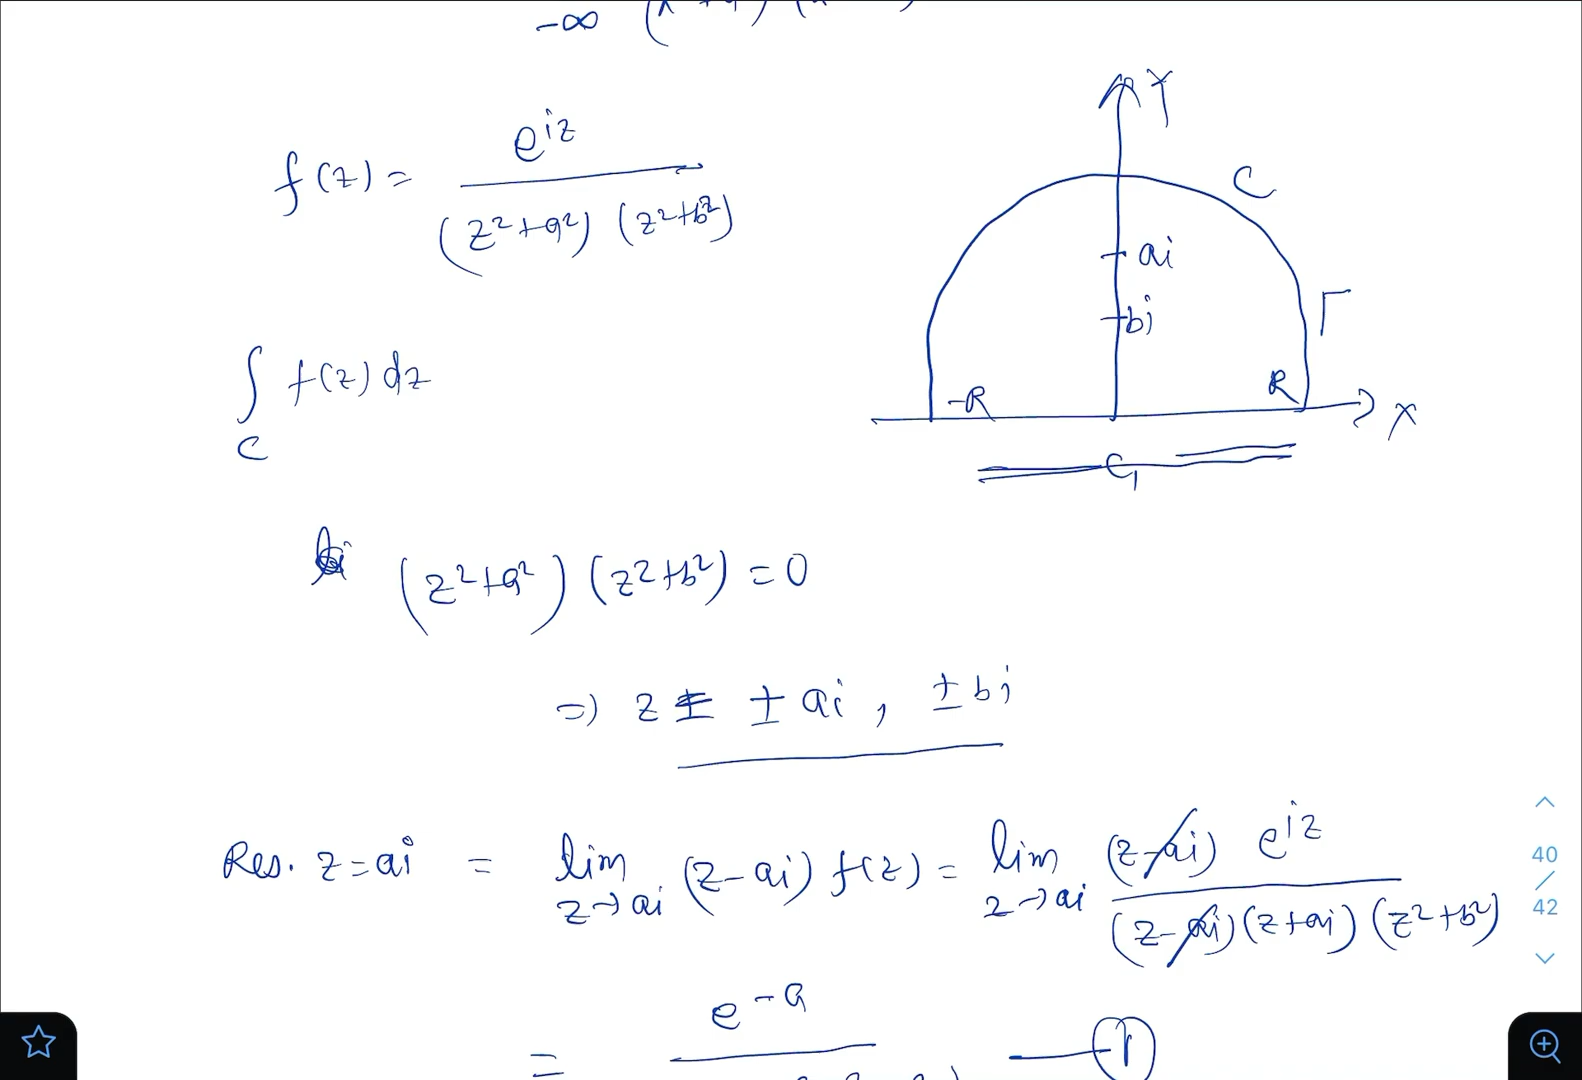 -∞
f(z) = e^{iz} / (z²+a²) (z²+b²)
Y
C
ai
bi
Γ
-R
R
X
C₁
∫_C f(z) dz
(z²+a²) (z²+b²) = 0
=> z = ± ai , ± bi
Res. z=ai = lim_{z→ai} (z-ai) f(z) = lim_{z→ai} (z-ai) e^{iz} / (z-ai)(z+ai)(z²+b²)
40
/
42
= e^{-a} — ①